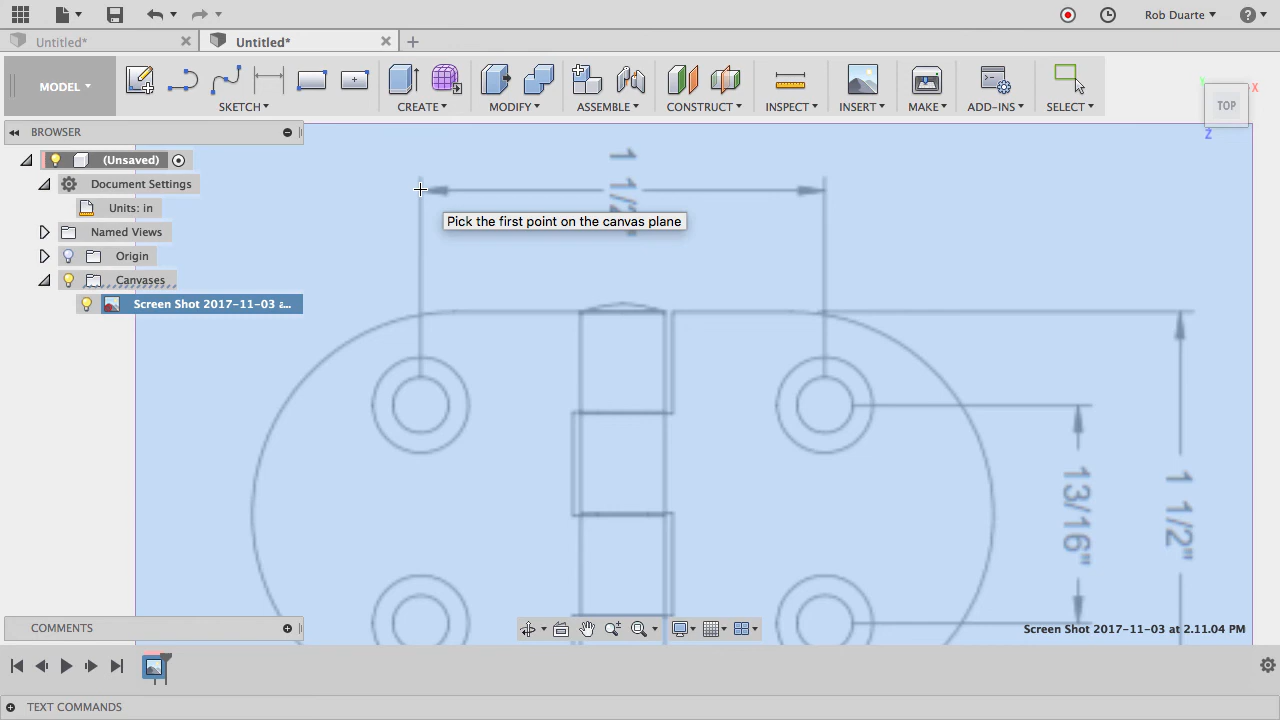 Rob Duarte
Untitled*
Untitled*
MODEL
SKETCH
CREATE
MODIFY
ASSEMBLE
CONSTRUCT
INSPECT
INSERT
MAKE
ADD-INS
SELECT
TOP
X
Y
Z
BROWSER
(Unsaved)
Document Settings
Units: in
Named Views
Origin
Canvases
Screen Shot 2017-11-03 a...
Pick the first point on the canvas plane
13/16"
1 1/2"
COMMENTS
Screen Shot 2017-11-03 at 2.11.04 PM
TEXT COMMANDS